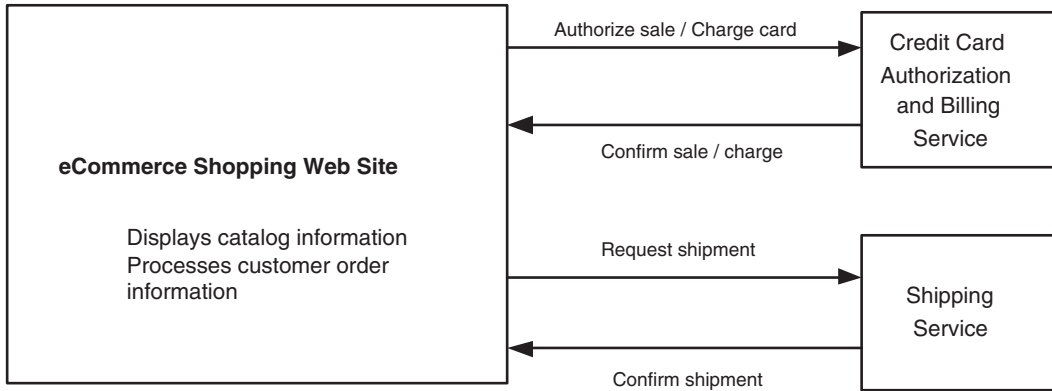 eCommerce Shopping Web Site
Displays catalog information
Processes customer order
information
Authorize sale / Charge card
Confirm sale / charge
Credit Card
Authorization
and Billing
Service
Request shipment
Confirm shipment
Shipping
Service